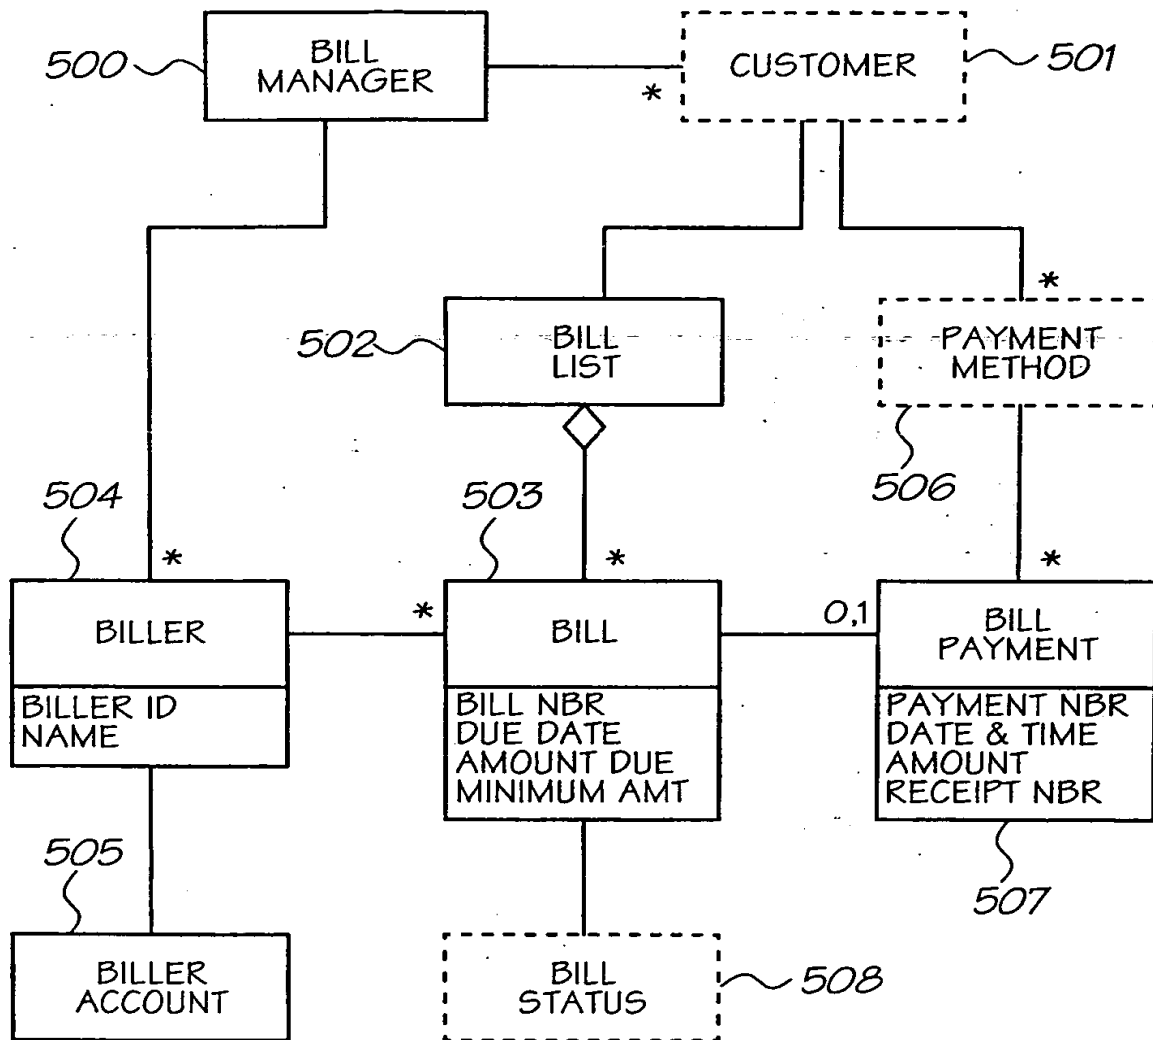 500
BILL
MANAGER
*
CUSTOMER
501
502
BILL
LIST
*
PAYMENT
METHOD
506
504
*
503
*
*
BILLER
*
BILL
0,1
BILL
PAYMENT
BILLER ID
NAME
BILL NBR
DUE DATE
AMOUNT DUE
MINIMUM AMT
PAYMENT NBR
DATE & TIME
AMOUNT
RECEIPT NBR
507
505
BILLER
ACCOUNT
BILL
STATUS
508